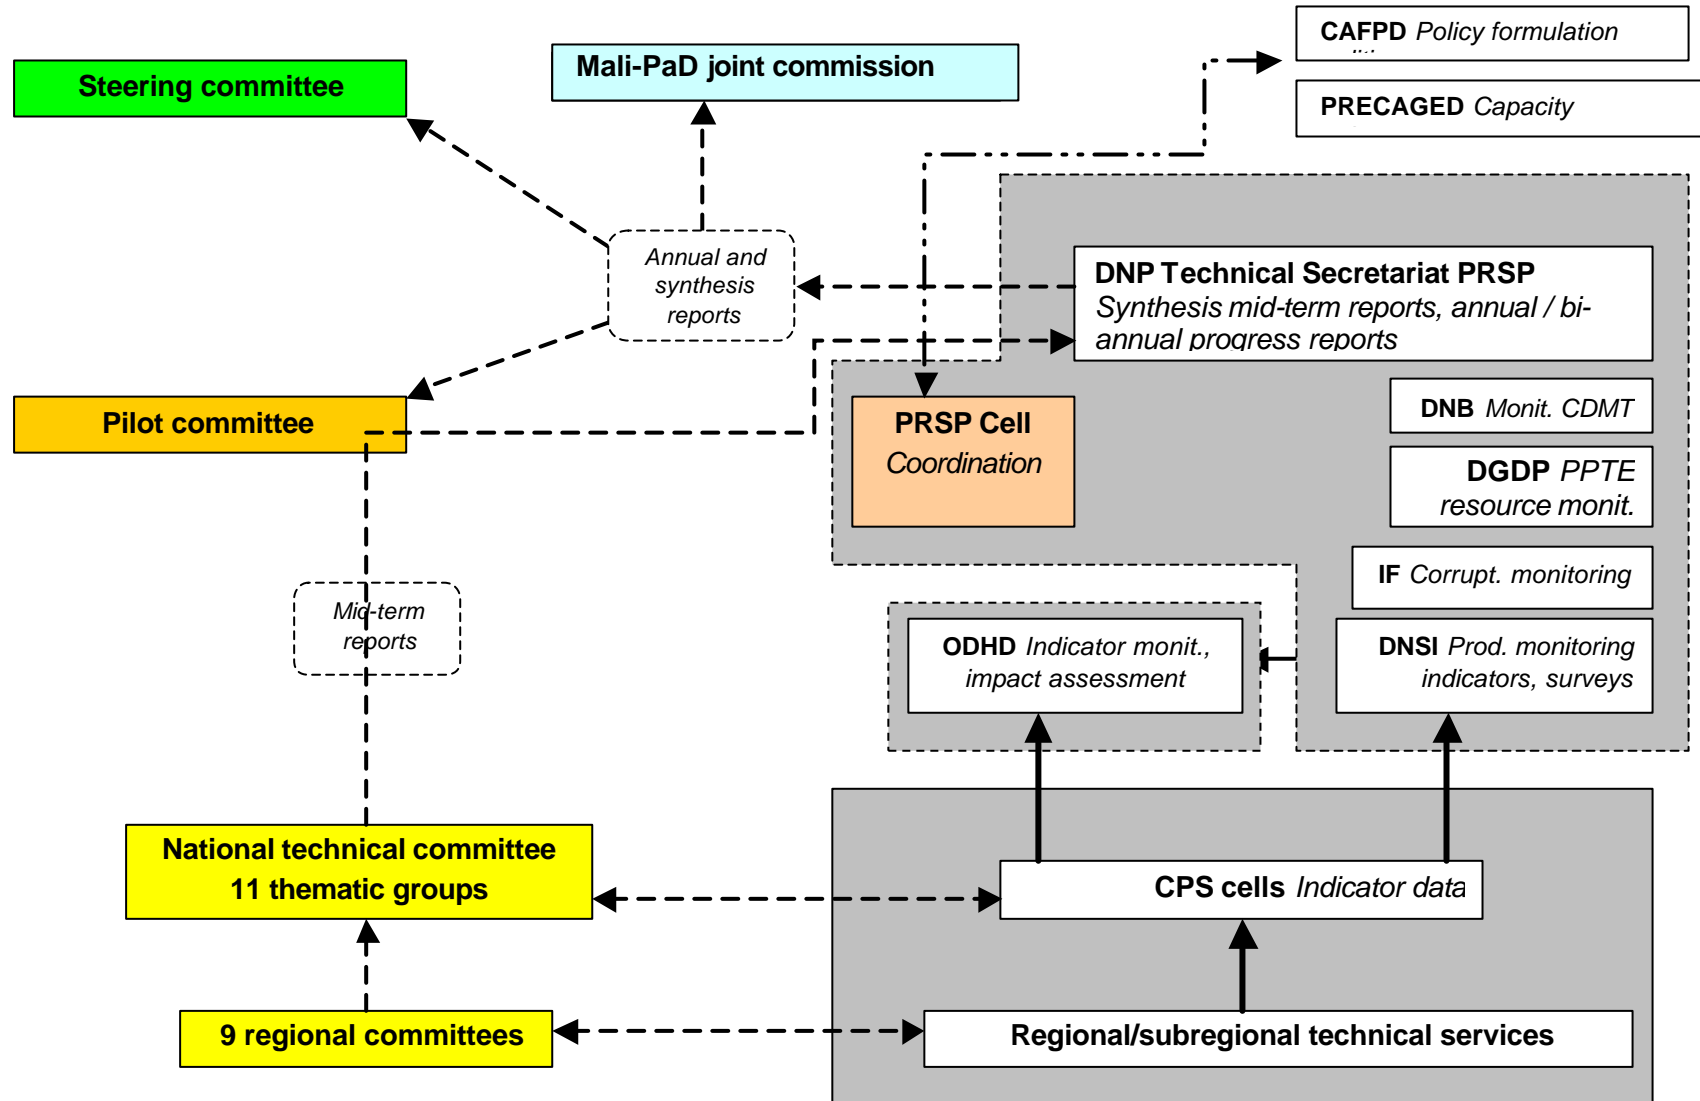 CAFPD Policy formulation
Mali-PaD joint commission
Steering committee
PRECAGED Capacity
Annual and
synthesis
reports
DNP Technical Secretariat PRSP
Synthesis mid-term reports, annual / bi-
annual progress reports
Pilot committee
PRSP Cell
Coordination
DNB Monit. CDMT
DGDP PPTE
resource monit.
IF Corrupt. monitoring
Mid-term
reports
ODHD Indicator monit.,
impact assessment
DNSI Prod. monitoring
indicators, surveys
National technical committee
11 thematic groups
CPS cells Indicator data
9 regional committees
Regional/subregional technical services